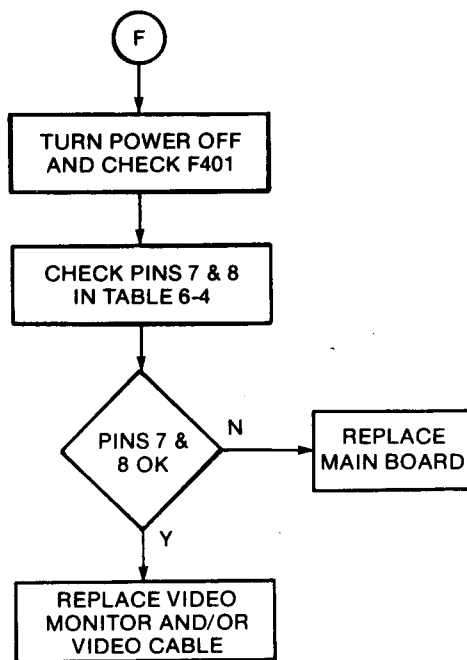 F
TURN POWER OFF
AND CHECK F401
CHECK PINS 7 & 8
IN TABLE 6-4
PINS 7 &
8 OK
N
REPLACE
MAIN BOARD
Y
REPLACE VIDEO
MONITOR AND/OR
VIDEO CABLE